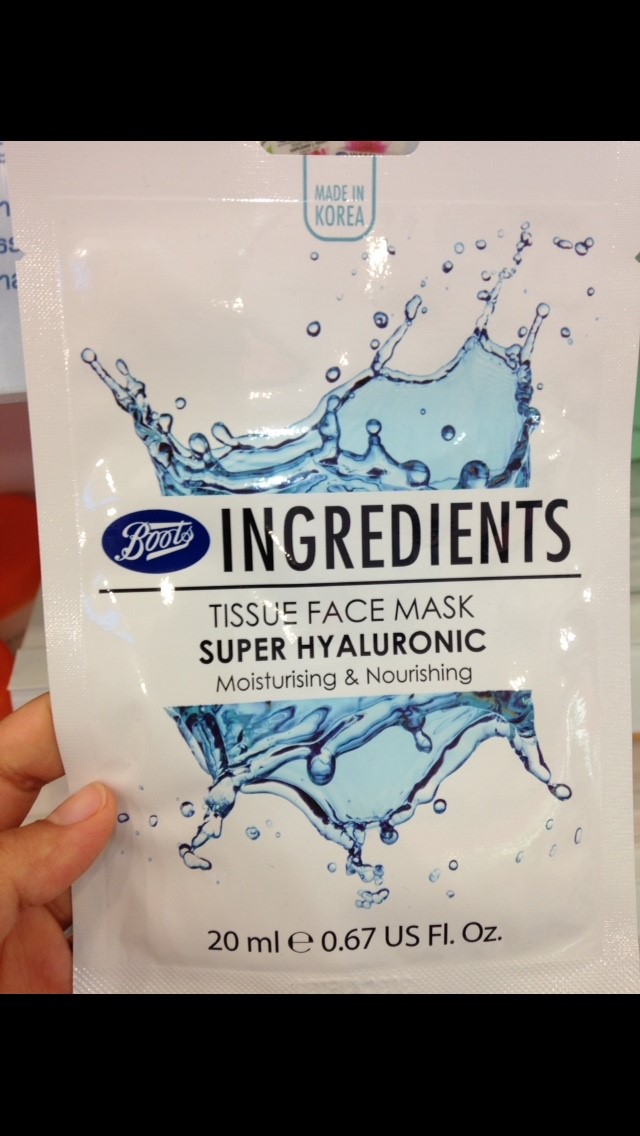 MADE IN
KOREA
Boots INGREDIENTS
TISSUE FACE MASK
SUPER HYALURONIC
Moisturising & Nourishing
20 ml ℮ 0.67 US Fl. Oz.